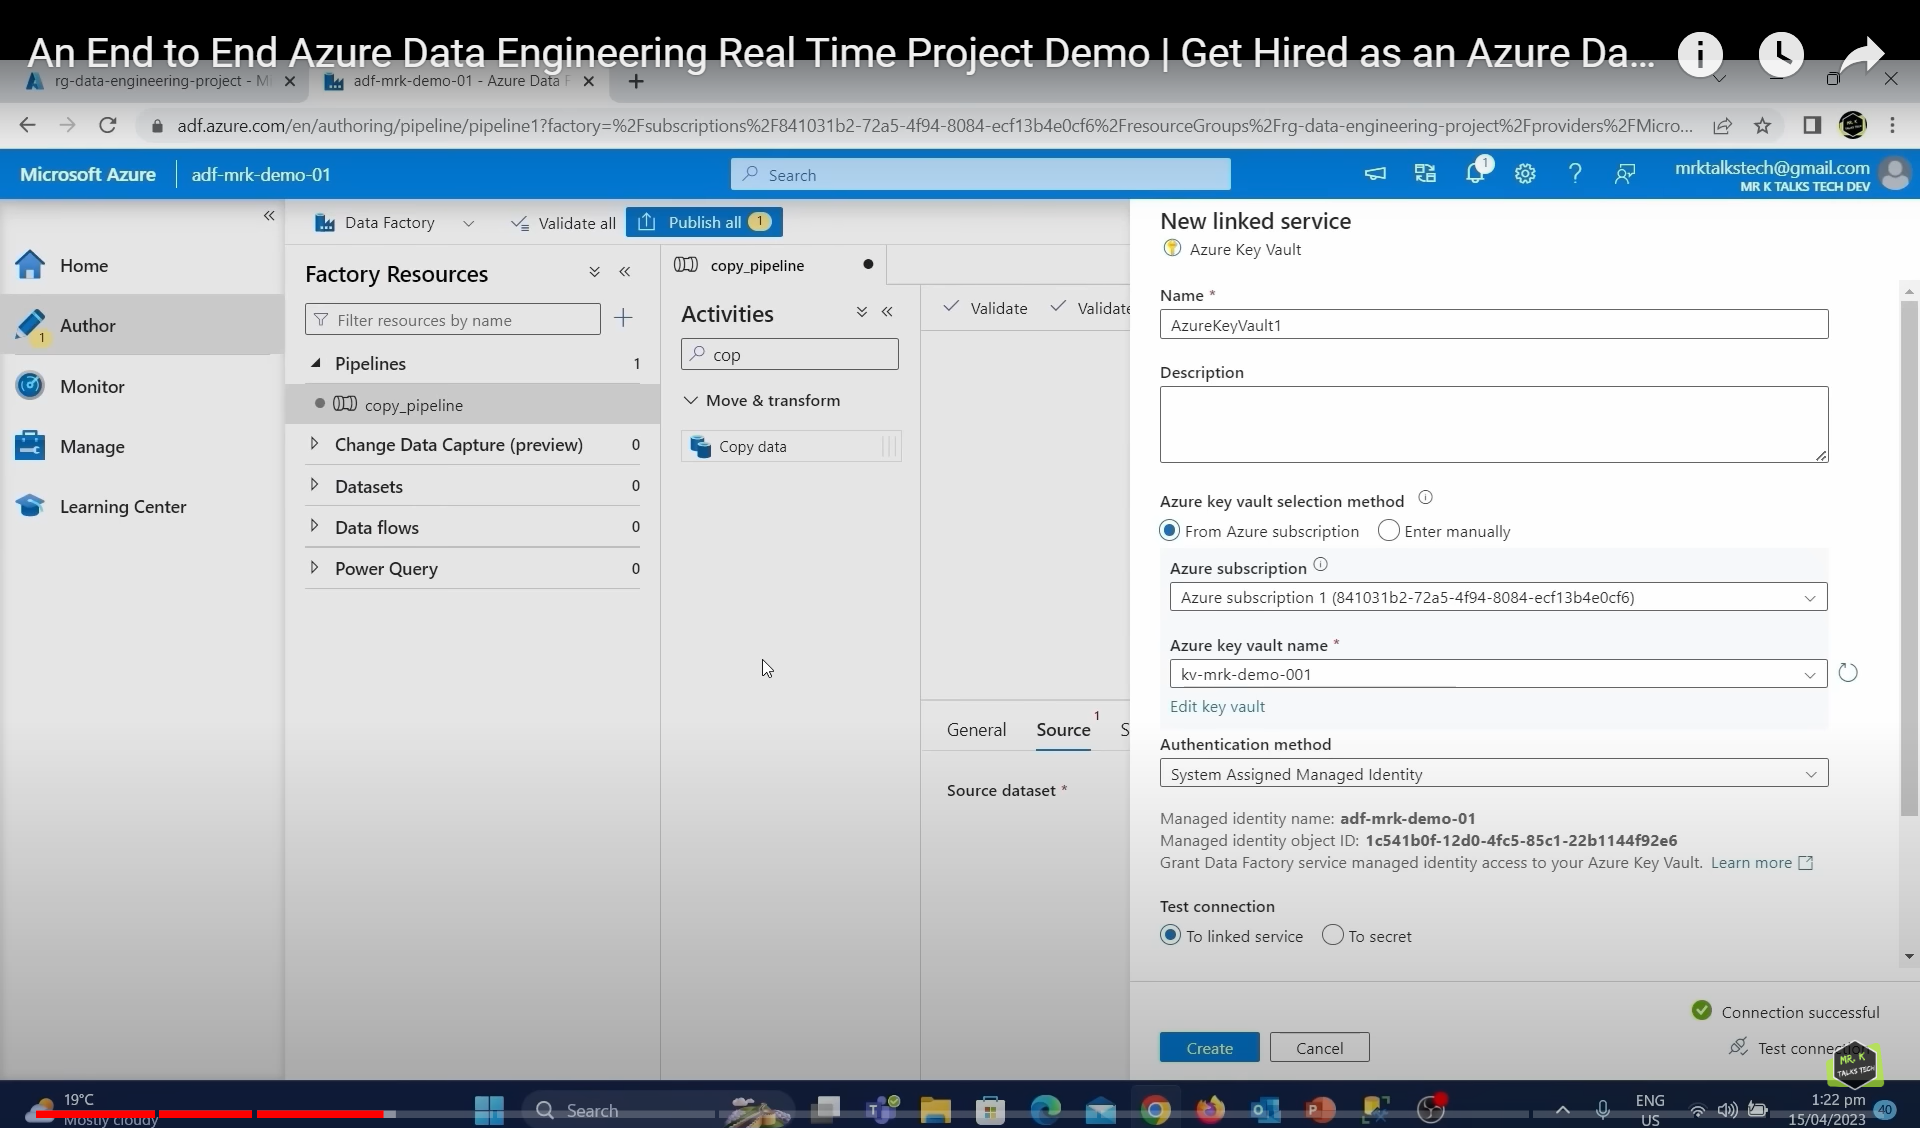 An End to End Azure Data Engineering Real Time Project Demo | Get Hired as an Azure Da...
rg-data-engineering-project - Mi
adf-mrk-demo-01 - Azure Data F
adf.azure.com/en/authoring/pipeline/pipeline1?factory=%2Fsubscriptions%2F841031b2-72a5-4f94-8084-ecf13b4e0cf6%2FresourceGroups%2Frg-data-engineering-project%2Fproviders%2FMicro...
Microsoft Azure
adf-mrk-demo-01
Search
1
mrktalkstech@gmail.com
MR K TALKS TECH DEV
Home
Author
1
Monitor
Manage
Learning Center
Data Factory
Validate all
Publish all 1
Factory Resources
Filter resources by name
Pipelines 1
copy_pipeline
Change Data Capture (preview) 0
Datasets 0
Data flows 0
Power Query 0
copy_pipeline
Activities
cop
Move & transform
Copy data
Validate
Validate
General
Source 1
S
Source dataset *
New linked service
Azure Key Vault
Name *
AzureKeyVault1
Description
Azure key vault selection method
From Azure subscription
Enter manually
Azure subscription
Azure subscription 1 (841031b2-72a5-4f94-8084-ecf13b4e0cf6)
Azure key vault name *
kv-mrk-demo-001
Edit key vault
Authentication method
System Assigned Managed Identity
Managed identity name: adf-mrk-demo-01
Managed identity object ID: 1c541b0f-12d0-4fc5-85c1-22b1144f92e6
Grant Data Factory service managed identity access to your Azure Key Vault. Learn more
Test connection
To linked service
To secret
Connection successful
Create
Cancel
Test connection
MR. K
TALKS TECH
19°C
Mostly cloudy
Search
ENG
US
1:22 pm
15/04/2023
40